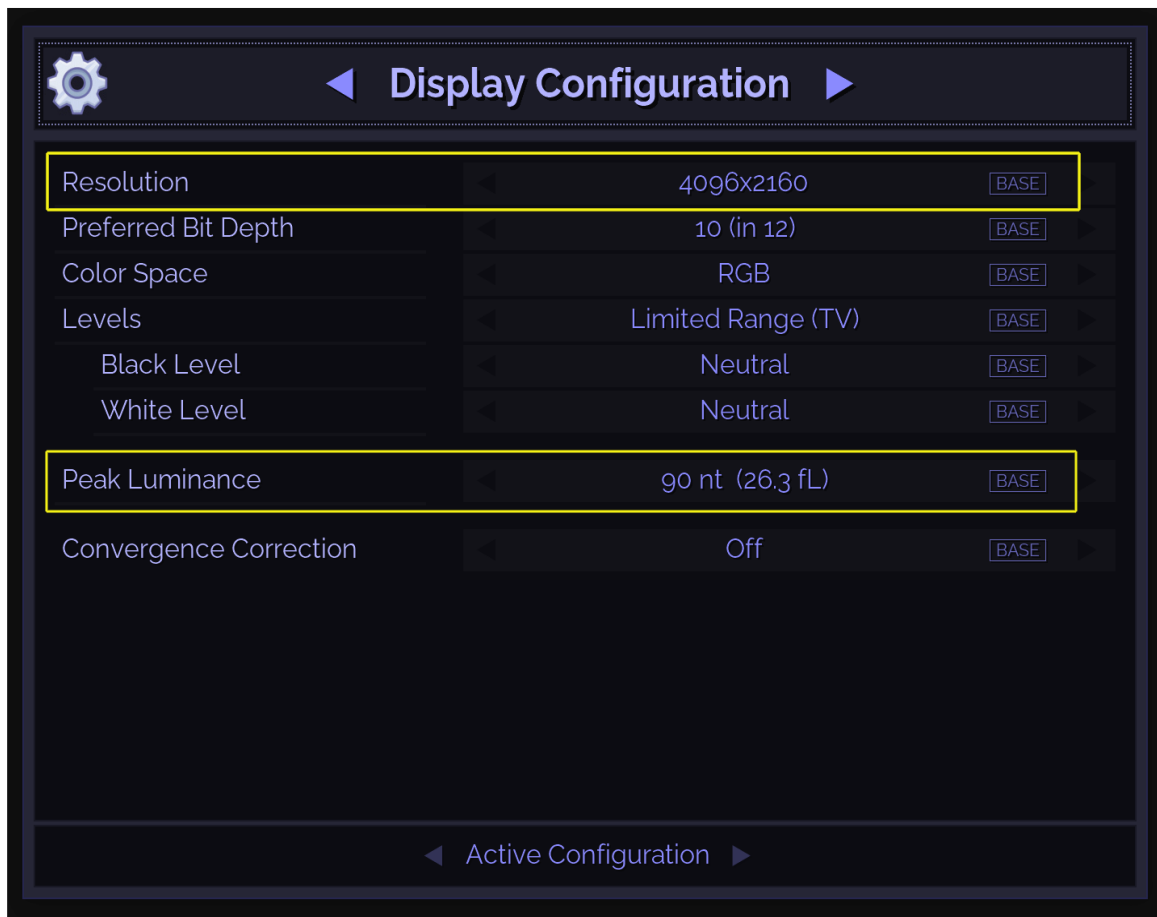 Display Configuration
Resolution 4096x2160 BASE
Preferred Bit Depth 10 (in 12) BASE
Color Space RGB BASE
Levels Limited Range (TV) BASE
Black Level Neutral BASE
White Level Neutral BASE
Peak Luminance 90 nt (26.3 fL) BASE
Convergence Correction Off BASE
Active Configuration